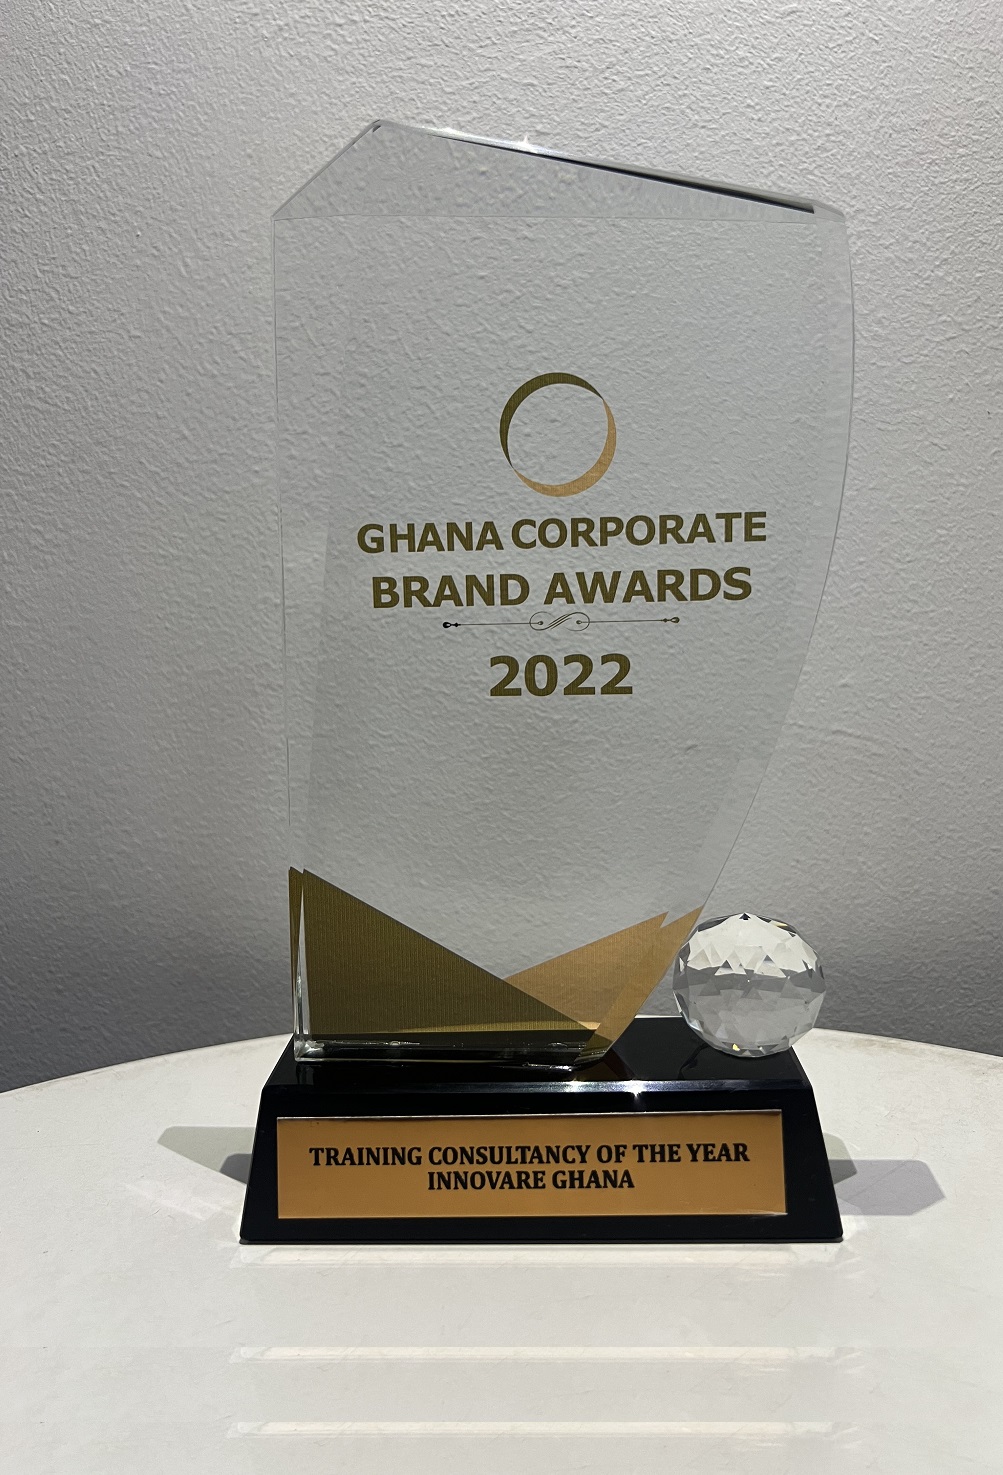 GHANA CORPORATE
BRAND AWARDS
2022
TRAINING CONSULTANCY OF THE YEAR
INNOVARE GHANA